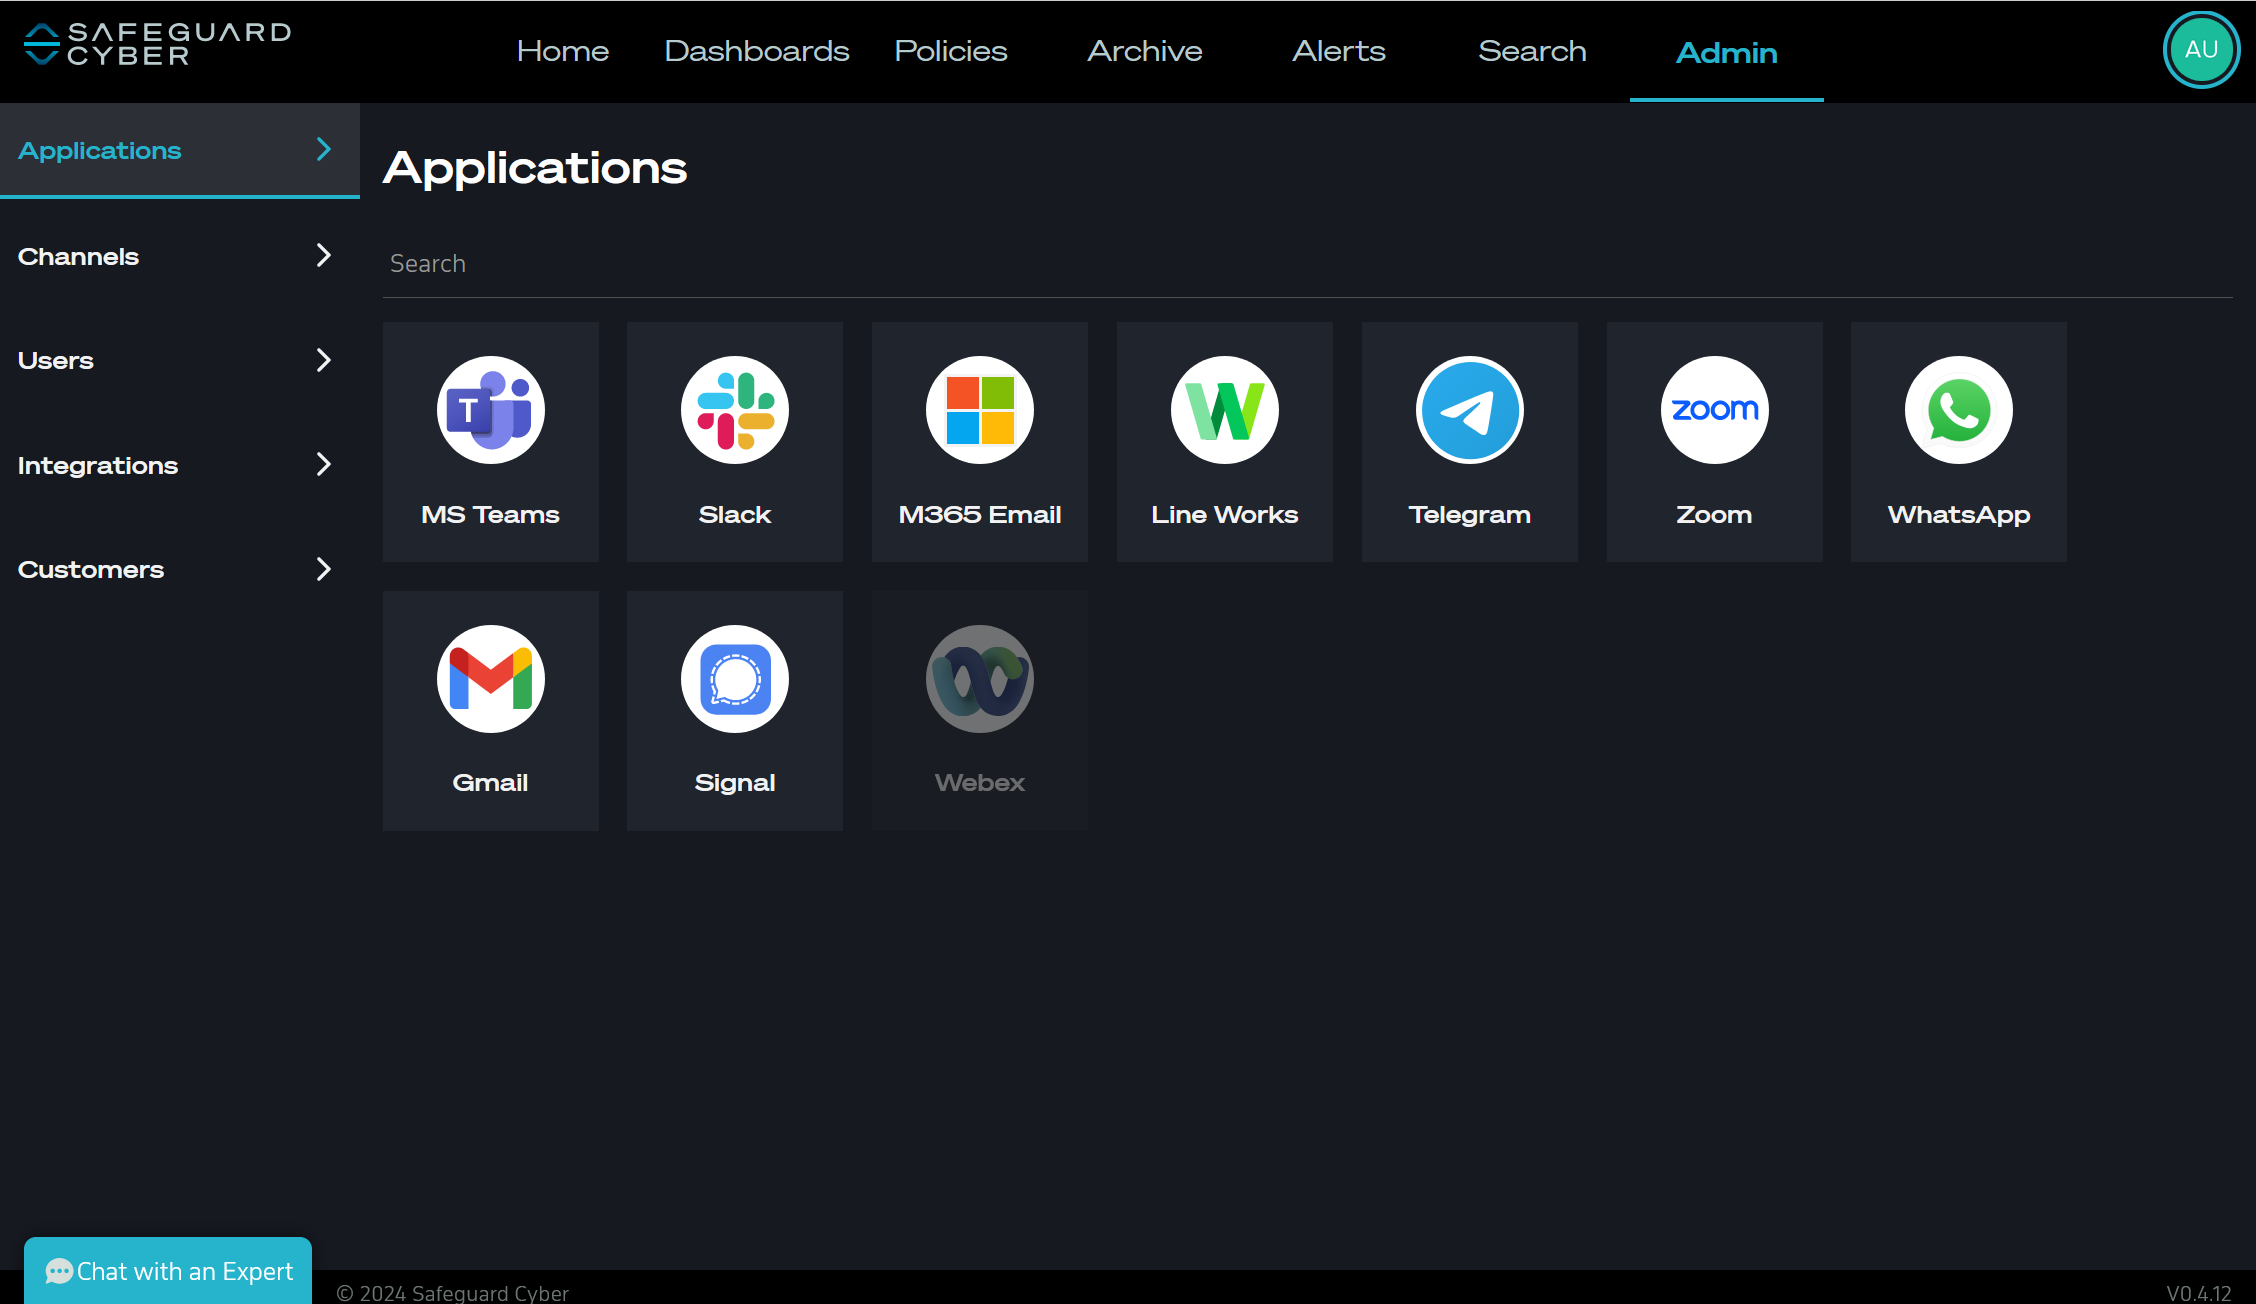 SAFEGUARD
CYBER
Home Dashboards Policies Archive Alerts Search Admin
AU
Applications
Channels
Users
Integrations
Customers
Applications
Search
T
zoom
MS Teams Slack M365 Email Line Works Telegram Zoom WhatsApp
Gmail Signal Webex
Chat with an Expert
© 2024 Safeguard Cyber
V0.4.12